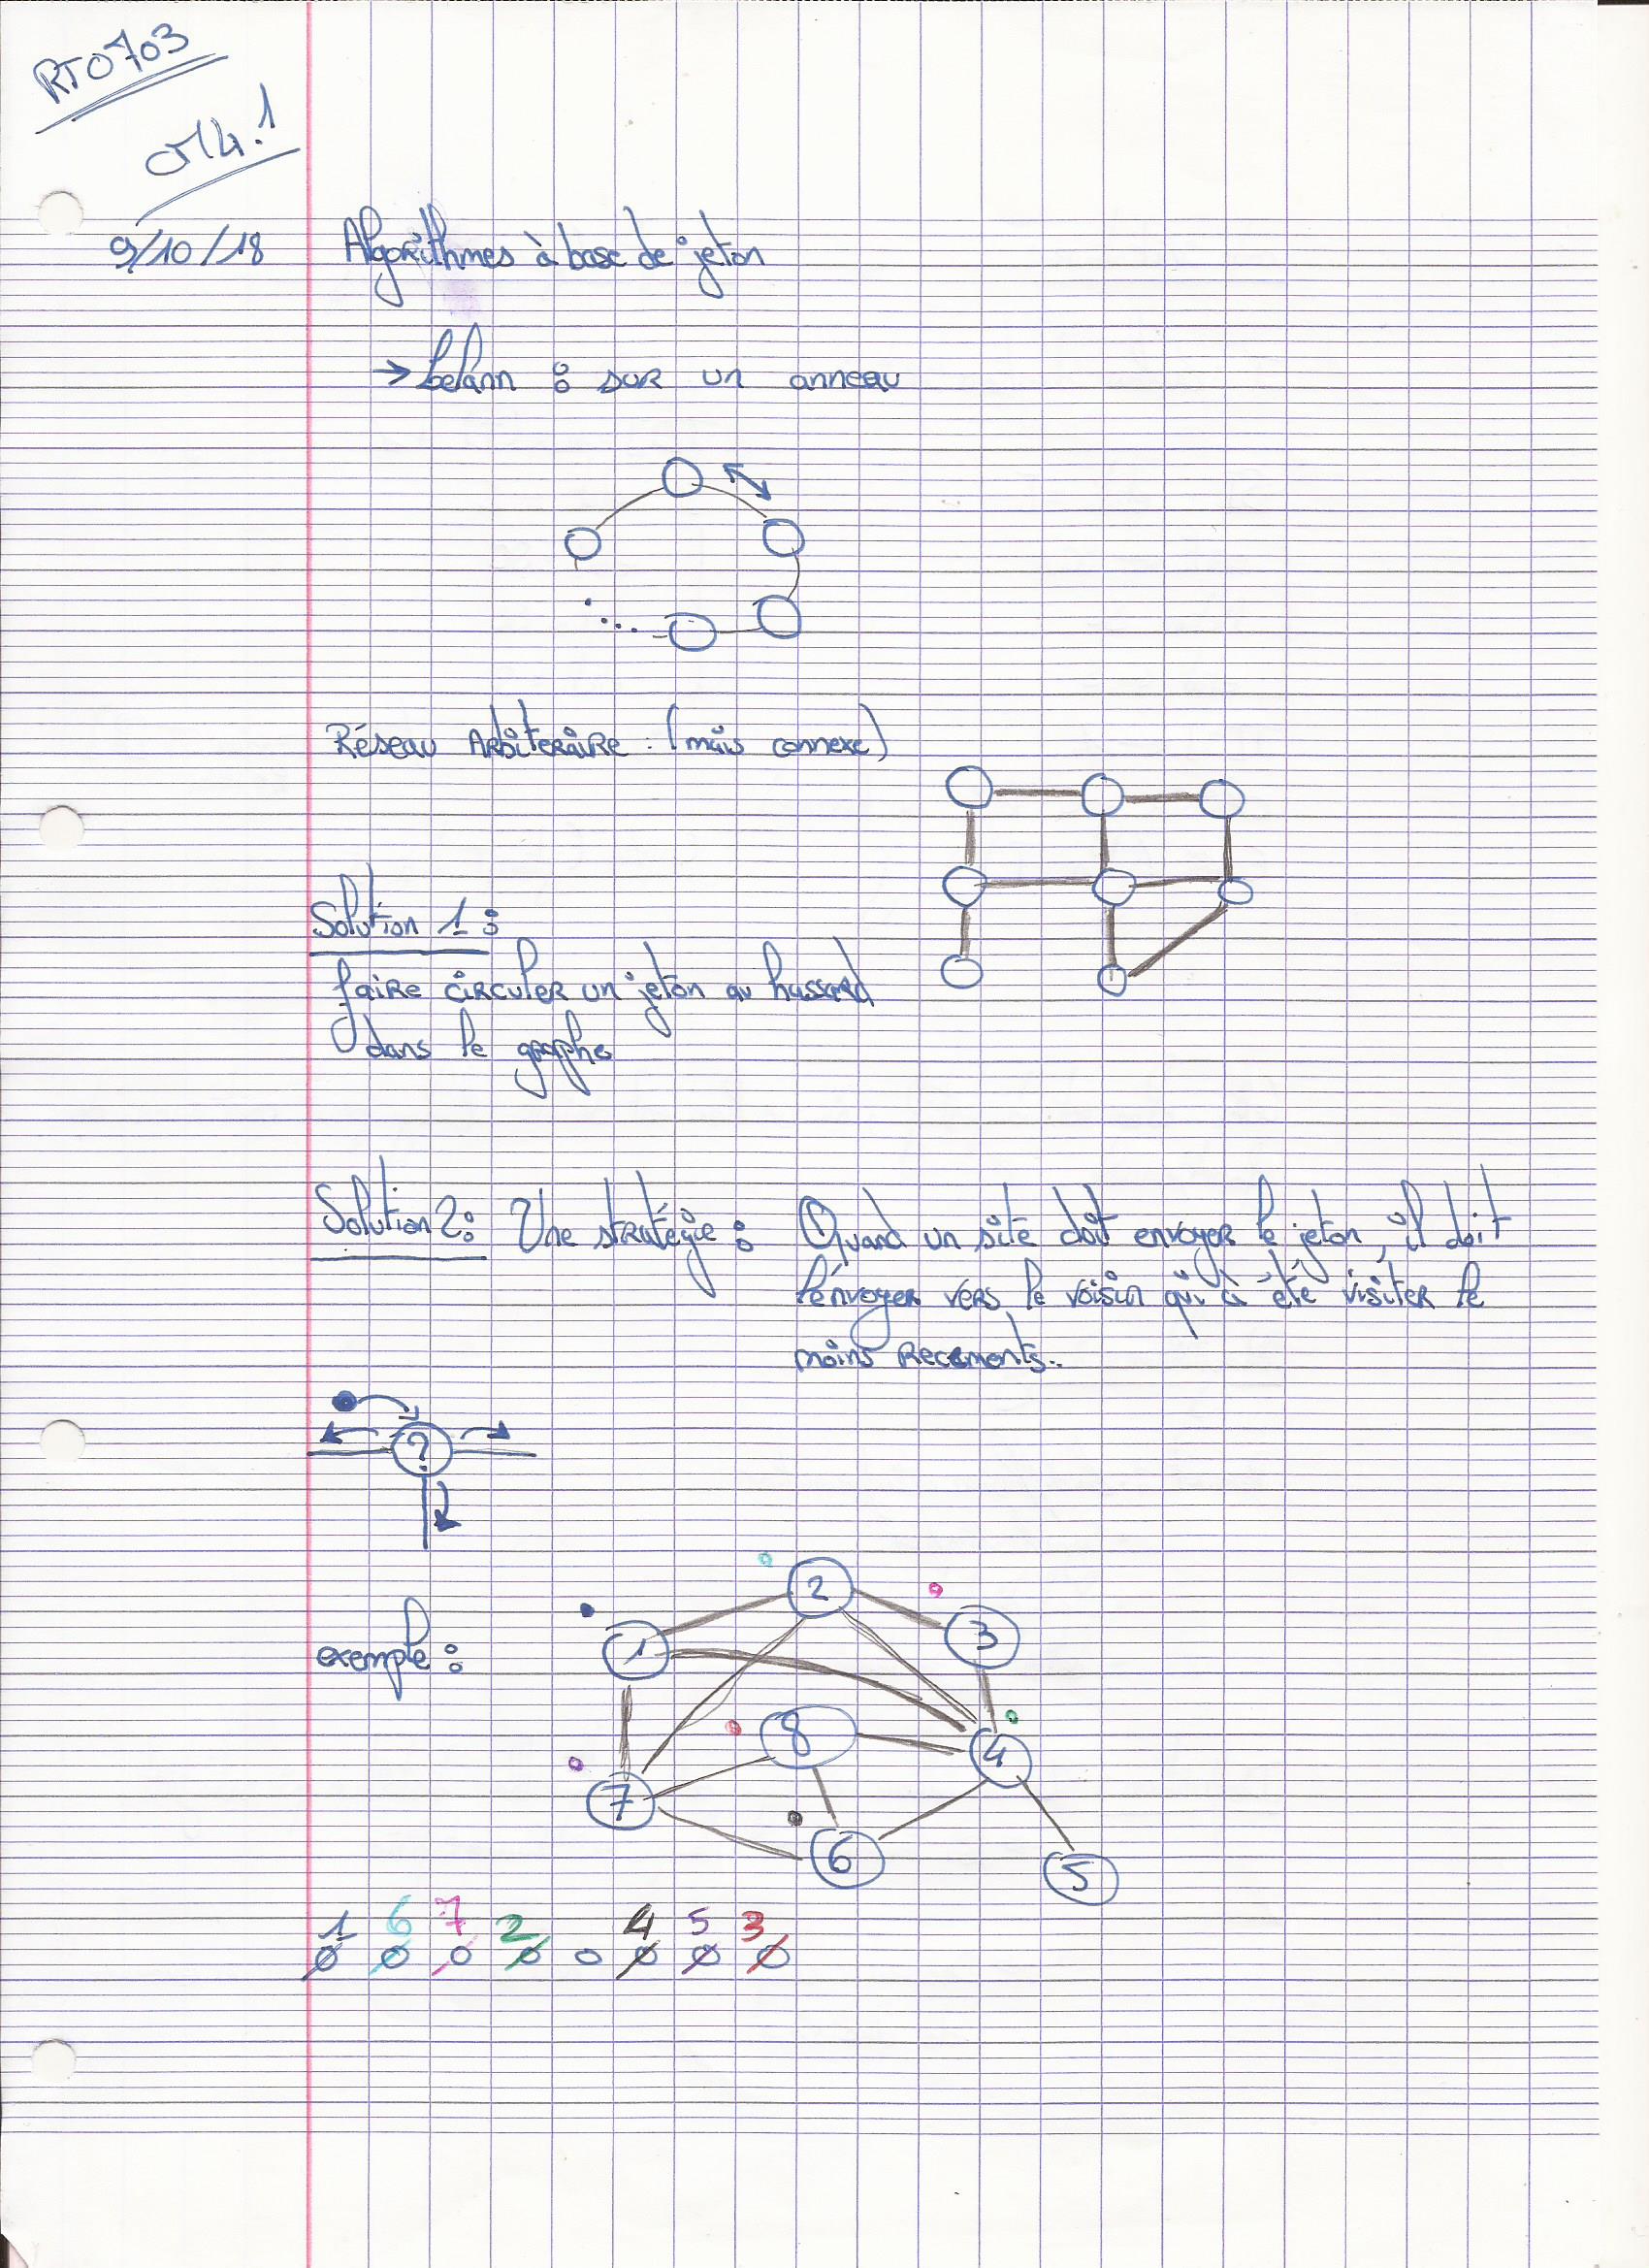 RT0703
CM4.1
9/10/18
Algorithmes à base de jeton
→ Lelann : sur un anneau
Réseau Arbiteraire : (mais connexe)
Solution 1 :
faire circuler un jeton au hassard
dans le graphe
Solution 2 : Une stratégie : Quand un site doit envoyer le jeton, il doit
l'envoyer vers le voisin qui à été visiter le
moins recements..
?
exemple :
2
1
3
8
4
7
6
5
1 6 7 2 4 5 3
0 0 0 0 0 0 0 0